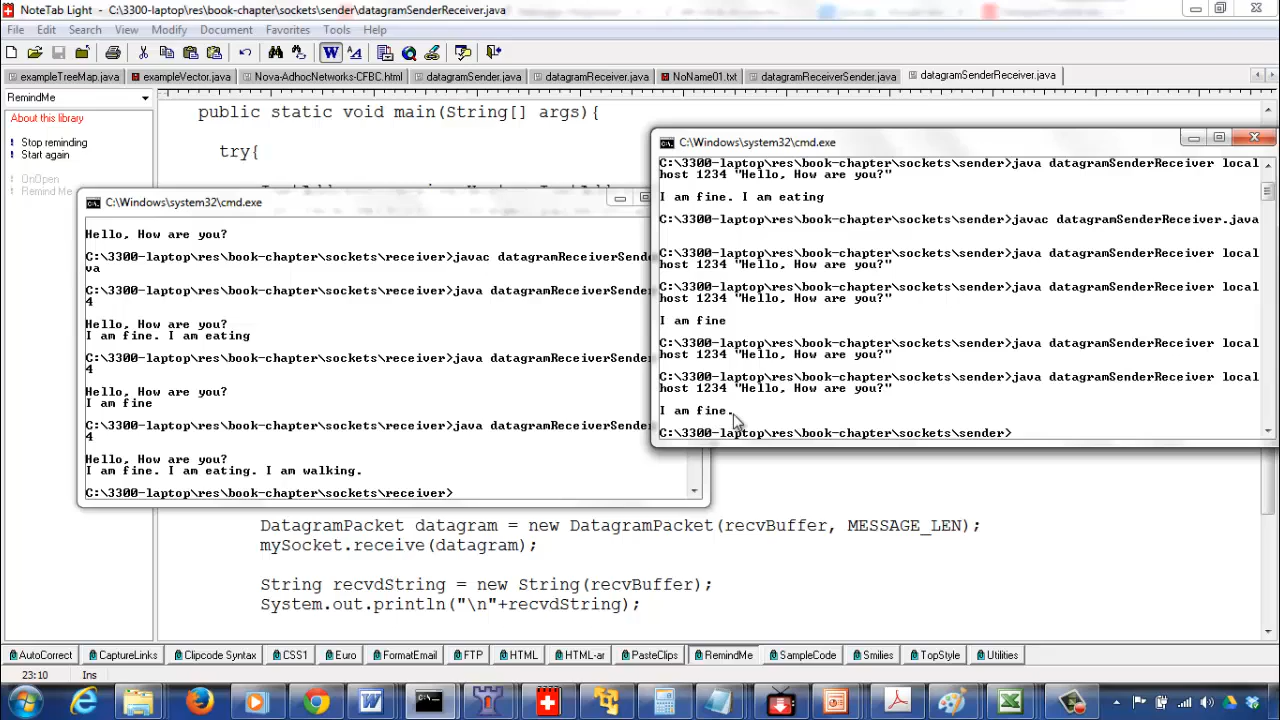 NoteTab Light - C:\3300-laptop\res\book-chapter\sockets\sender\datagramSenderReceiver.java
File Edit Search View Modify Document Favorites Tools Help
exampleTreeMap.java exampleVector.java Nova-AdhocNetworks-CFBC.html datagramSender.java datagramReceiver.java NoName01.txt datagramReceiverSender.java datagramSenderReceiver.java
RemindMe
About this library
! Stop reminding
! Start again
! OnOpen
! Remind Me
public static void main(String[] args){
try{
C:\Windows\system32\cmd.exe
Hello, How are you?
C:\3300-laptop\res\book-chapter\sockets\receiver>javac datagramReceiverSende
va
C:\3300-laptop\res\book-chapter\sockets\receiver>java datagramReceiverSender
4
Hello, How are you?
I am fine. I am eating
C:\3300-laptop\res\book-chapter\sockets\receiver>java datagramReceiverSender
4
Hello, How are you?
I am fine
C:\3300-laptop\res\book-chapter\sockets\receiver>java datagramReceiverSender
4
Hello, How are you?
I am fine. I am eating. I am walking.
C:\3300-laptop\res\book-chapter\sockets\receiver>
C:\Windows\system32\cmd.exe
C:\3300-laptop\res\book-chapter\sockets\sender>java datagramSenderReceiver local
host 1234 "Hello, How are you?"
I am fine. I am eating
C:\3300-laptop\res\book-chapter\sockets\sender>javac datagramSenderReceiver.java
C:\3300-laptop\res\book-chapter\sockets\sender>java datagramSenderReceiver local
host 1234 "Hello, How are you?"
C:\3300-laptop\res\book-chapter\sockets\sender>java datagramSenderReceiver local
host 1234 "Hello, How are you?"
I am fine
C:\3300-laptop\res\book-chapter\sockets\sender>java datagramSenderReceiver local
host 1234 "Hello, How are you?"
C:\3300-laptop\res\book-chapter\sockets\sender>java datagramSenderReceiver local
host 1234 "Hello, How are you?"
I am fine.
C:\3300-laptop\res\book-chapter\sockets\sender>
DatagramPacket datagram = new DatagramPacket(recvBuffer, MESSAGE_LEN);
mySocket.receive(datagram);
String recvdString = new String(recvBuffer);
System.out.println("\n"+recvdString);
AutoCorrect CaptureLinks Clipcode Syntax CSS1 Euro FormatEmail FTP HTML HTML-ar PasteClips RemindMe SampleCode Smilies TopStyle Utilities
23:10 Ins